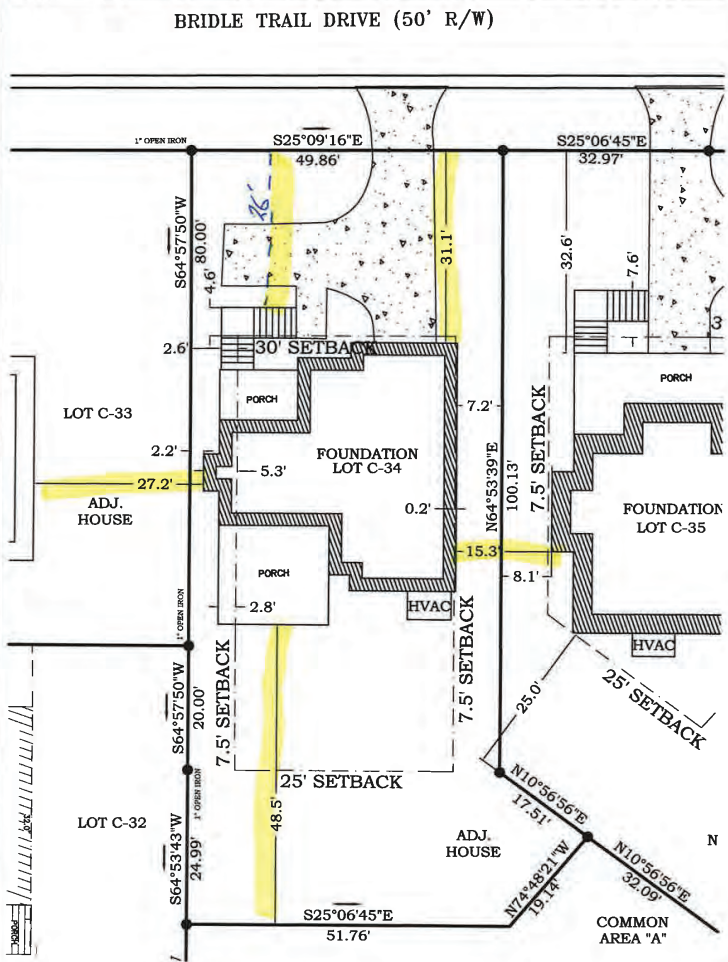 BRIDLE TRAIL DRIVE (50' R/W)
1" OPEN IRON
S25°09'16"E
49.86'
S25°06'45"E
32.97'
S64°57'50"W
80.00'
26'
31.1'
32.6'
7.6'
4.6'
3
2.6'
30' SETBACK
PORCH
PORCH
LOT C-33
7.2'
7.5' SETBACK
N64°53'39"E
100.13'
2.2'
5.3'
FOUNDATION
LOT C-34
27.2'
ADJ.
HOUSE
0.2'
FOUNDATION
LOT C-35
15.3'
8.1'
PORCH
1" OPEN IRON
2.8'
HVAC
HVAC
7.5' SETBACK
7.5' SETBACK
25' SETBACK
25.0'
S64°57'50"W
20.00'
1" OPEN IRON
25' SETBACK
48.5'
N10°56'56"E
17.51'
LOT C-32
S64°53'43"W
24.99'
ADJ.
HOUSE
N
N10°56'56"E
32.09'
N74°48'21"W
19.14'
S25°06'45"E
51.76'
COMMON
AREA "A"
PORCH